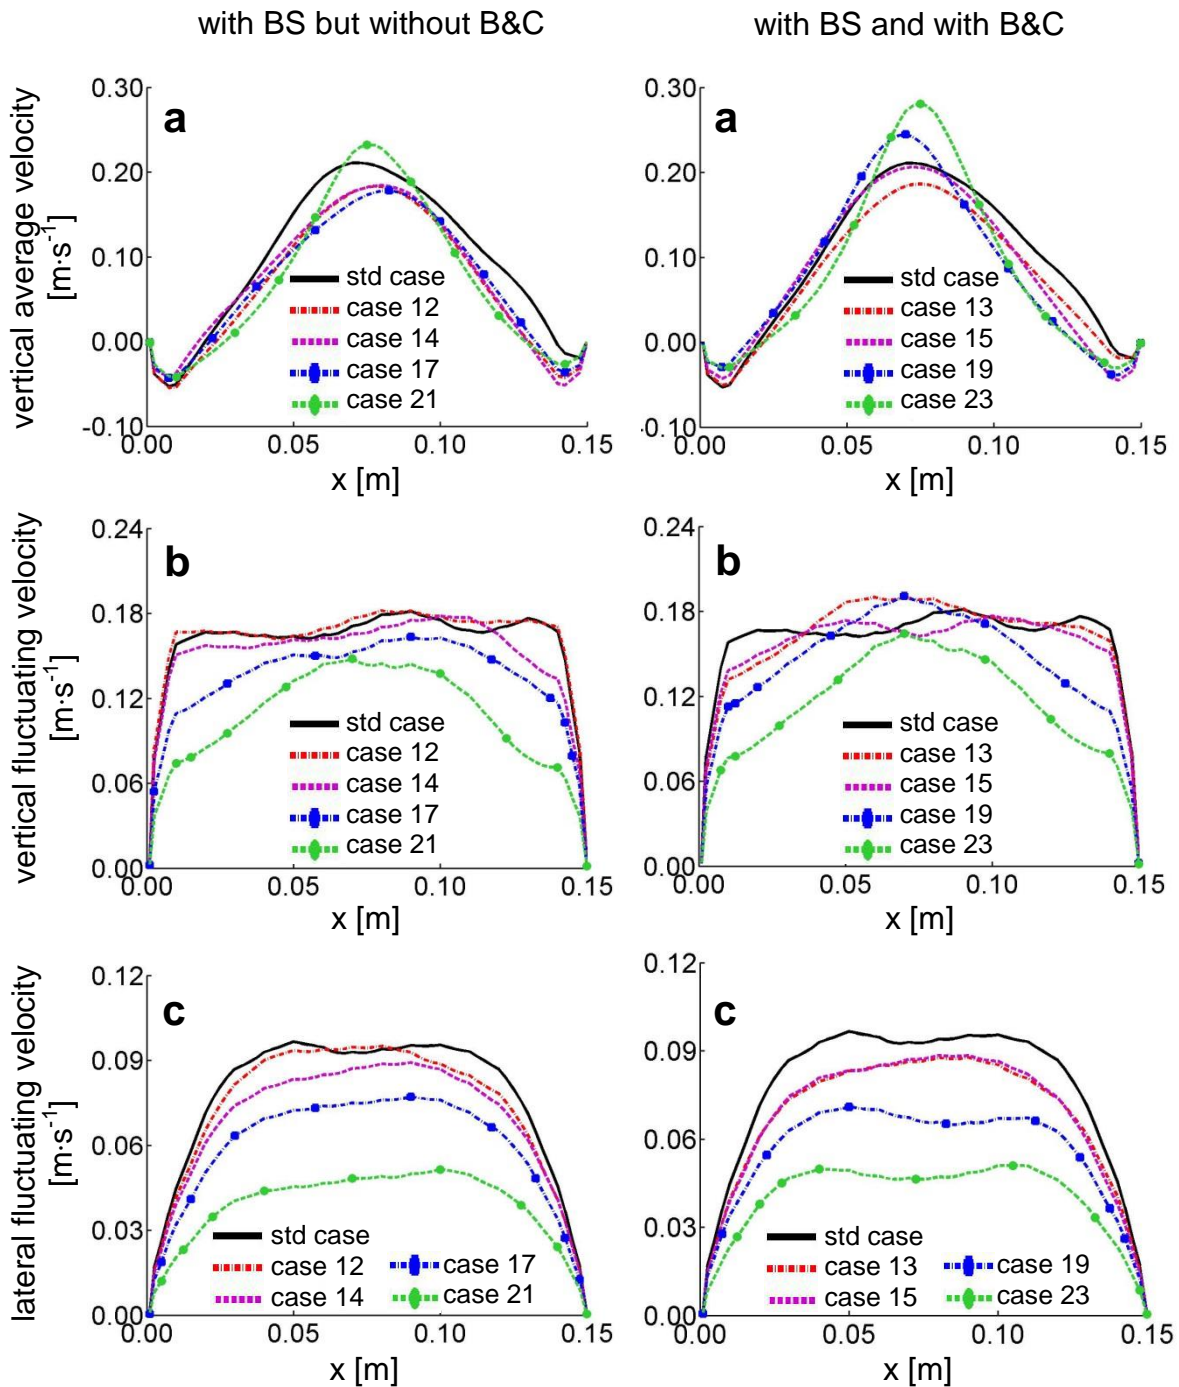 with BS but without B&C
with BS and with B&C
vertical average velocity
[m·s⁻¹]
0.30
0.20
0.10
0.00
-0.10
a
std case
case 12
case 14
case 17
case 21
0.00 0.05 0.10 0.15
x [m]
0.30
0.20
0.10
0.00
.0.10
a
std case
case 13
case 15
case 19
case 23
0.00 0.05 0.10 0.15
x [m]
vertical fluctuating velocity
[m·s⁻¹]
0.24
0.18
0.12
0.06
0.00
b
std case
case 12
case 14
case 17
case 21
0.00 0.05 0.10 0.15
x [m]
0.24
0.18
0.12
0.06
0.00
b
std case
case 13
case 15
case 19
case 23
0.00 0.05 0.10 0.15
x [m]
lateral fluctuating velocity
[m·s⁻¹]
0.12
0.09
0.06
0.03
0.00
c
std case
case 12 case 17
case 14 case 21
0.00 0.05 0.10 0.15
x [m]
0.12
0.09
0.06
0.03
0.00
c
std case
case 13 case 19
case 15 case 23
0.00 0.05 0.10 0.15
x [m]